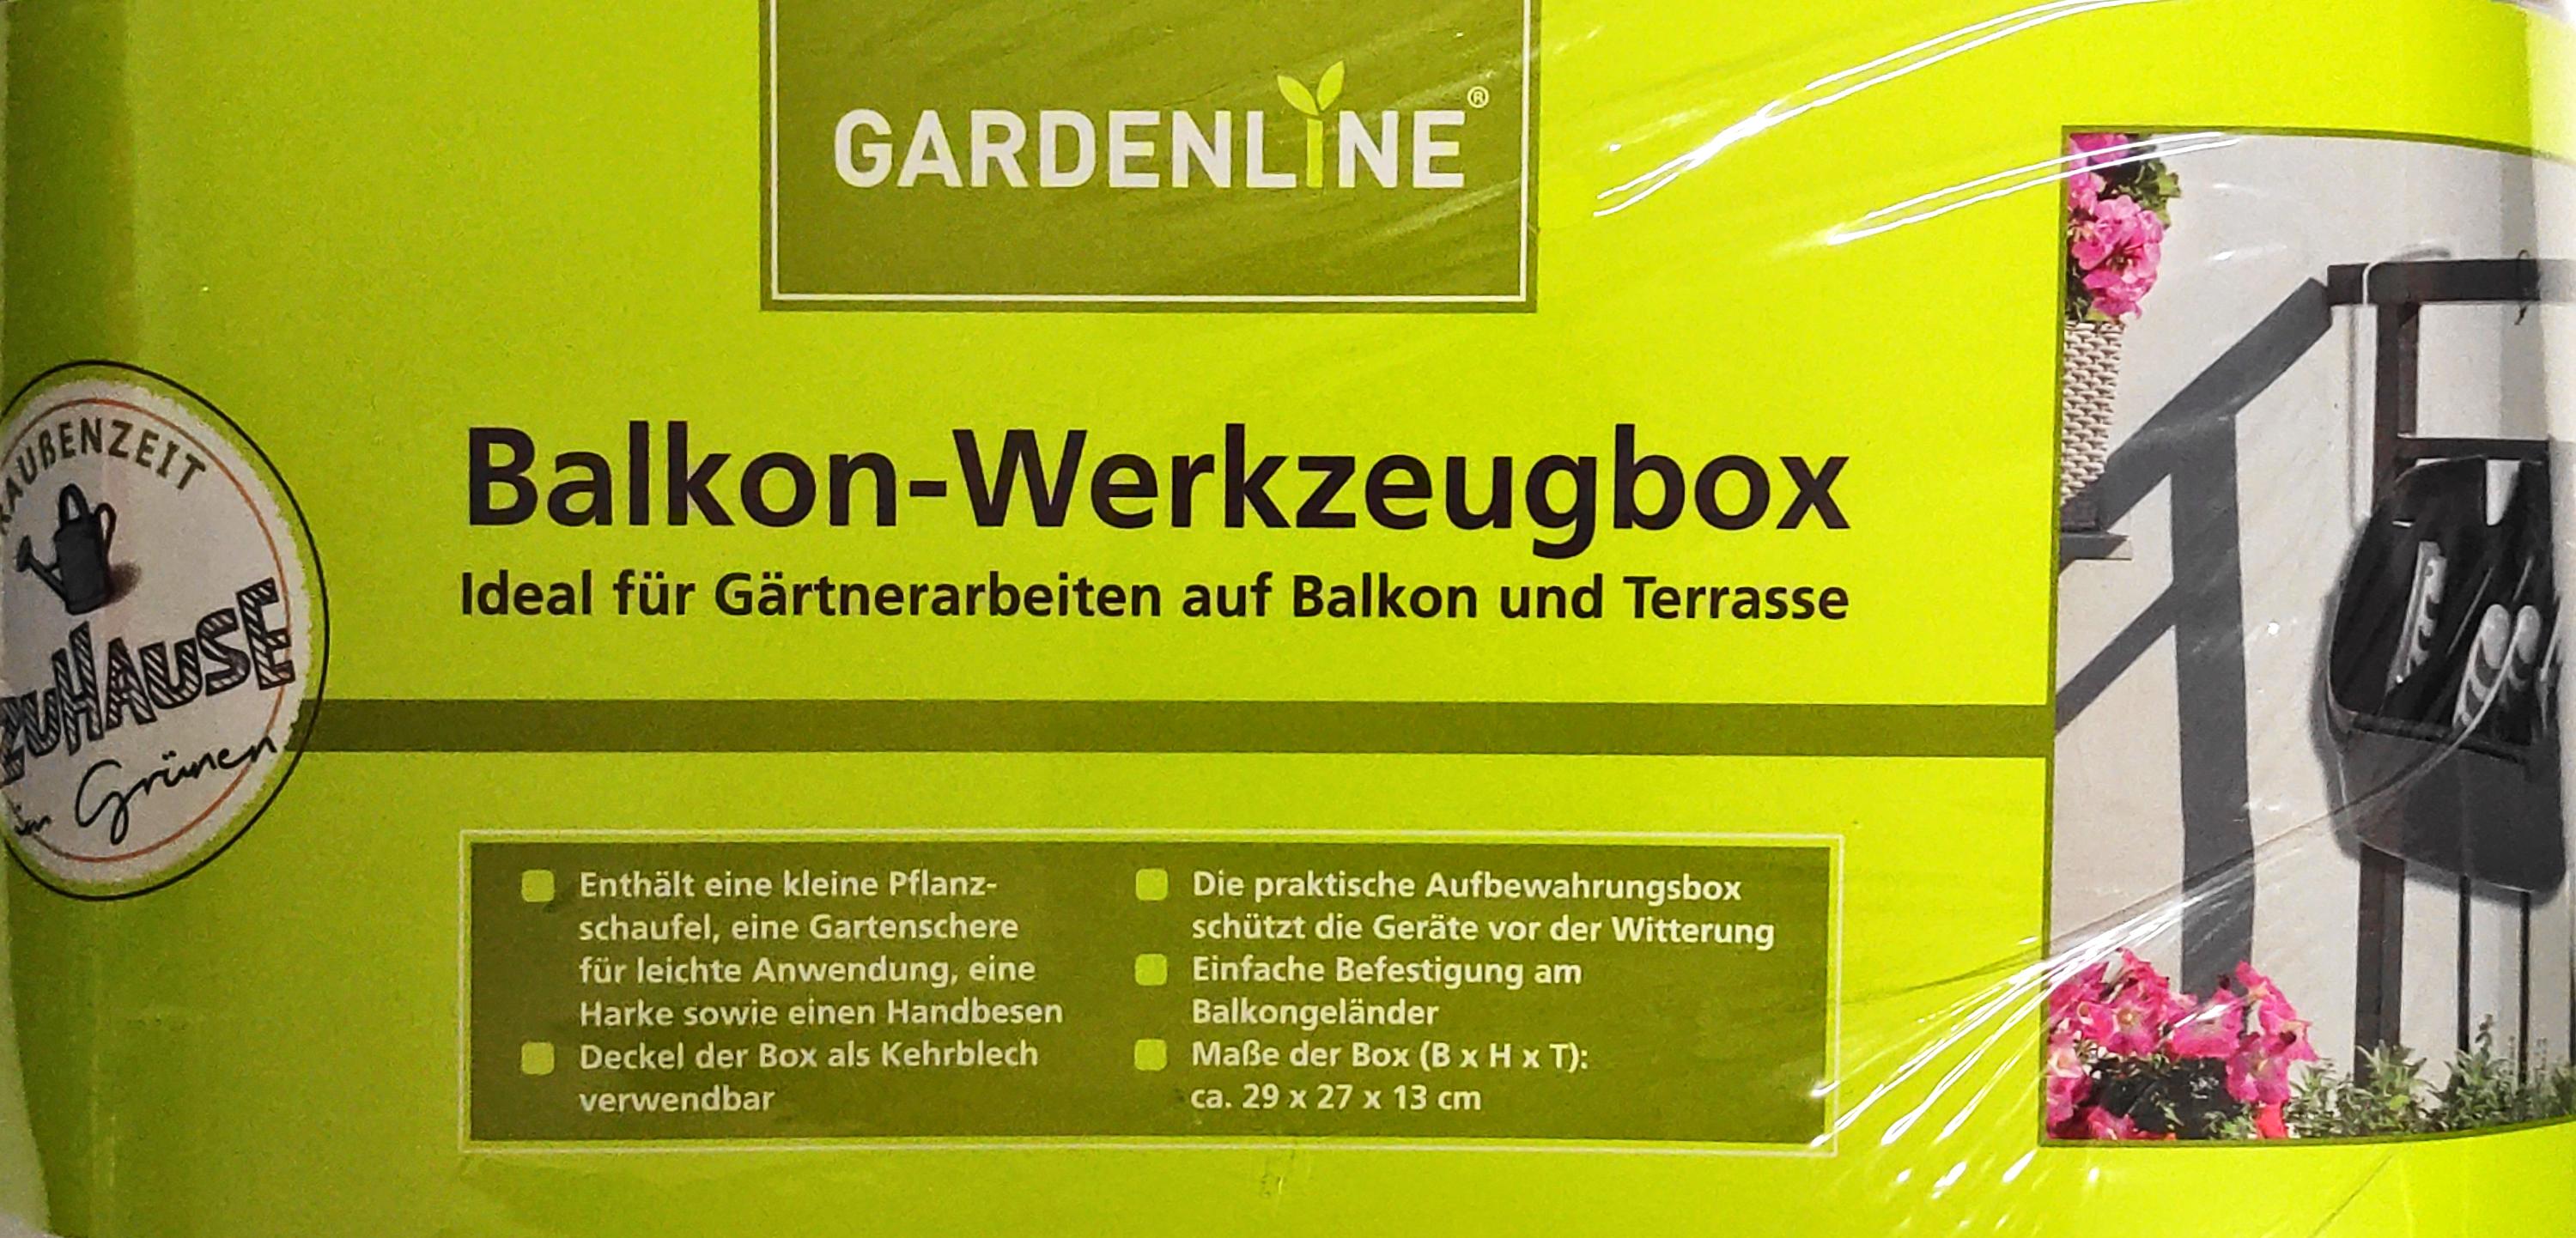 GARDENLINE®
Balkon-Werkzeugbox
Ideal für Gärtnerarbeiten auf Balkon und Terrasse
ZUHAUSE
im Grünen
Enthält eine kleine Pflanz-
schaufel, eine Gartenschere
für leichte Anwendung, eine
Harke sowie einen Handbesen
Deckel der Box als Kehrblech
verwendbar
Die praktische Aufbewahrungsbox
schützt die Geräte vor der Witterung
Einfache Befestigung am
Balkongeländer
Maße der Box (B x H x T):
ca. 29 x 27 x 13 cm